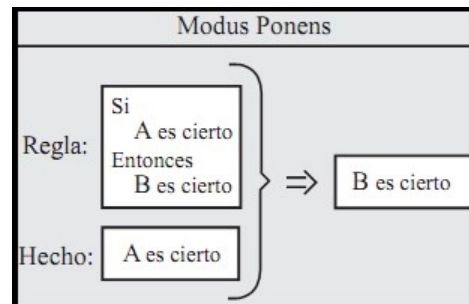 Modus Ponens
Regla:
Si
A es cierto
Entonces
B es cierto
Hecho:
A es cierto
⇒
B es cierto